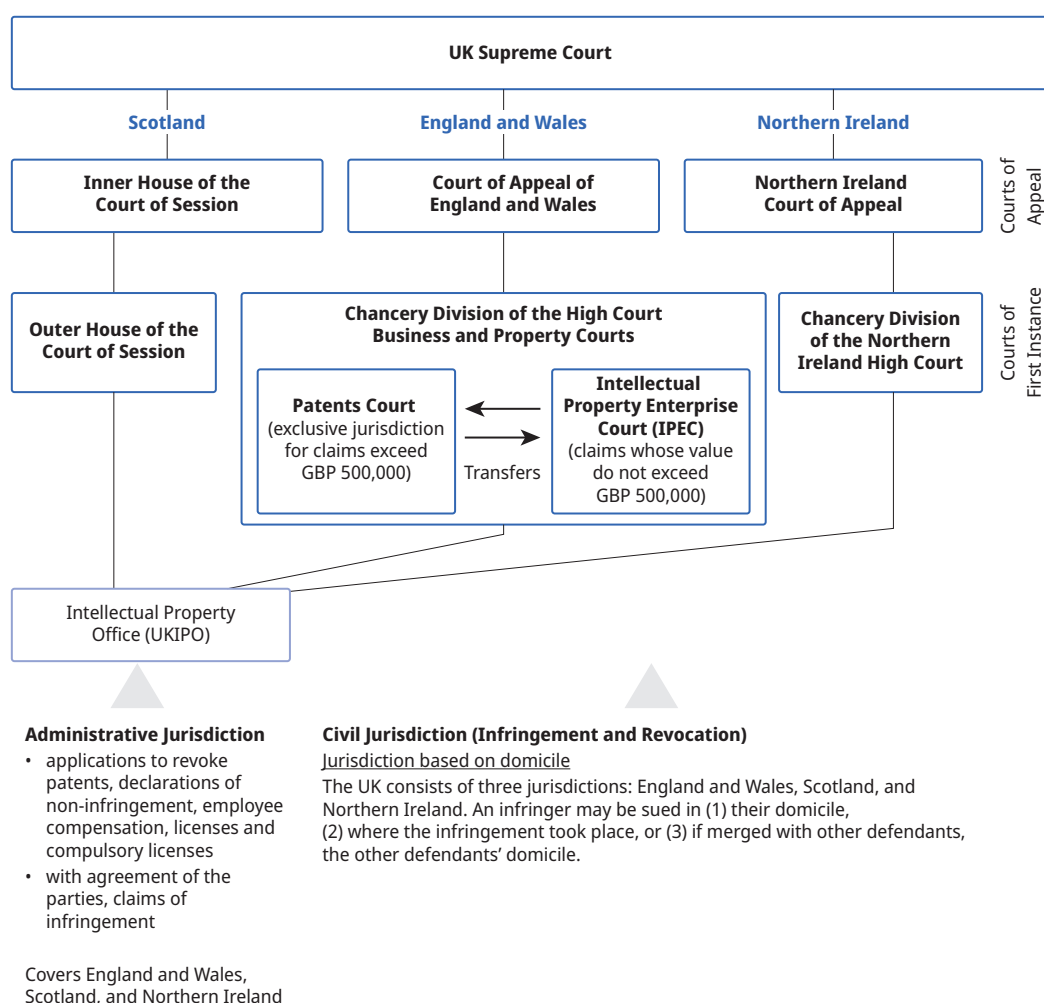 UK Supreme Court
Scotland
England and Wales
Northern Ireland
Inner House of the
Court of Session
Court of Appeal of
England and Wales
Northern Ireland
Court of Appeal
Courts of
Appeal
Outer House of the
Court of Session
Chancery Division of the High Court
Business and Property Courts
Patents Court
(exclusive jurisdiction
for claims exceed
GBP 500,000)
Transfers
Intellectual
Property Enterprise
Court (IPEC)
(claims whose value
do not exceed
GBP 500,000)
Chancery Division
of the Northern
Ireland High Court
Courts of
First Instance
Intellectual Property
Office (UKIPO)
Administrative Jurisdiction
• applications to revoke
patents, declarations of
non-infringement, employee
compensation, licenses and
compulsory licenses
• with agreement of the
parties, claims of
infringement
Covers England and Wales,
Scotland, and Northern Ireland
Civil Jurisdiction (Infringement and Revocation)
Jurisdiction based on domicile
The UK consists of three jurisdictions: England and Wales, Scotland, and
Northern Ireland. An infringer may be sued in (1) their domicile,
(2) where the infringement took place, or (3) if merged with other defendants,
the other defendants’ domicile.